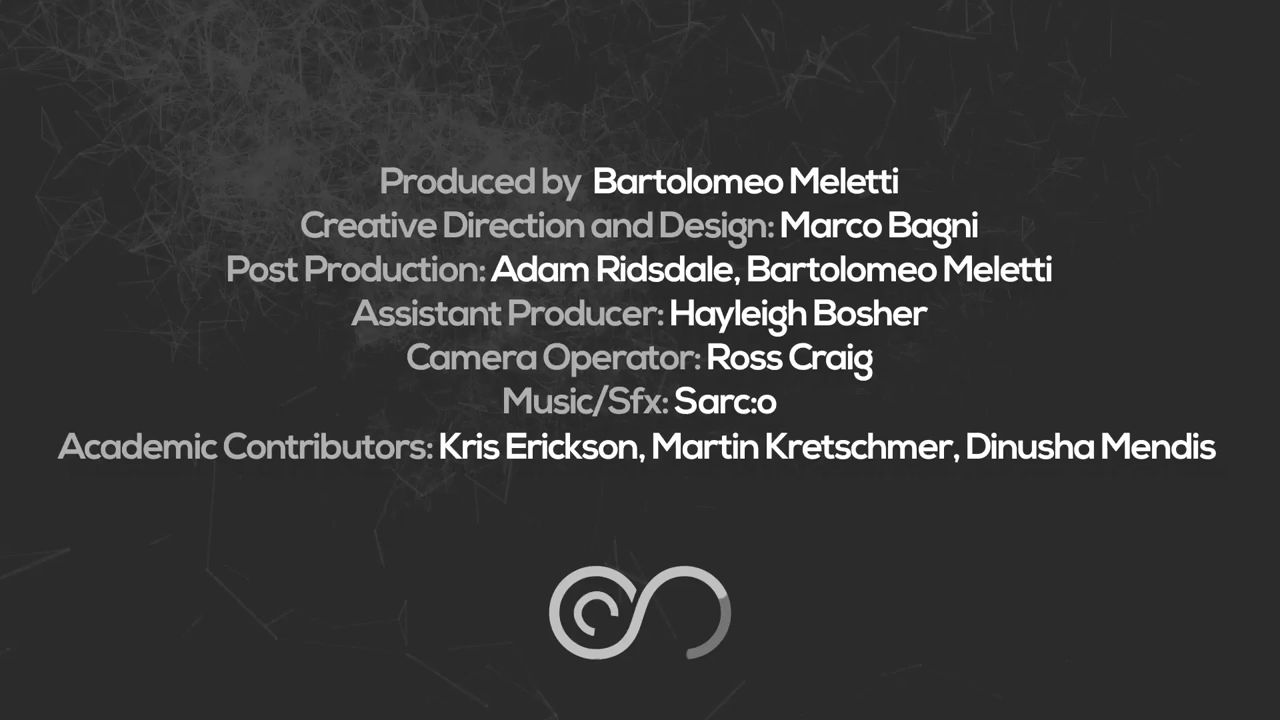 Produced by Bartolomeo Meletti
Creative Direction and Design: Marco Bagni
Post Production: Adam Ridsdale, Bartolomeo Meletti
Assistant Producer: Hayleigh Bosher
Camera Operator: Ross Craig
Music/Sfx: Sarc:o
Academic Contributors: Kris Erickson, Martin Kretschmer, Dinusha Mendis